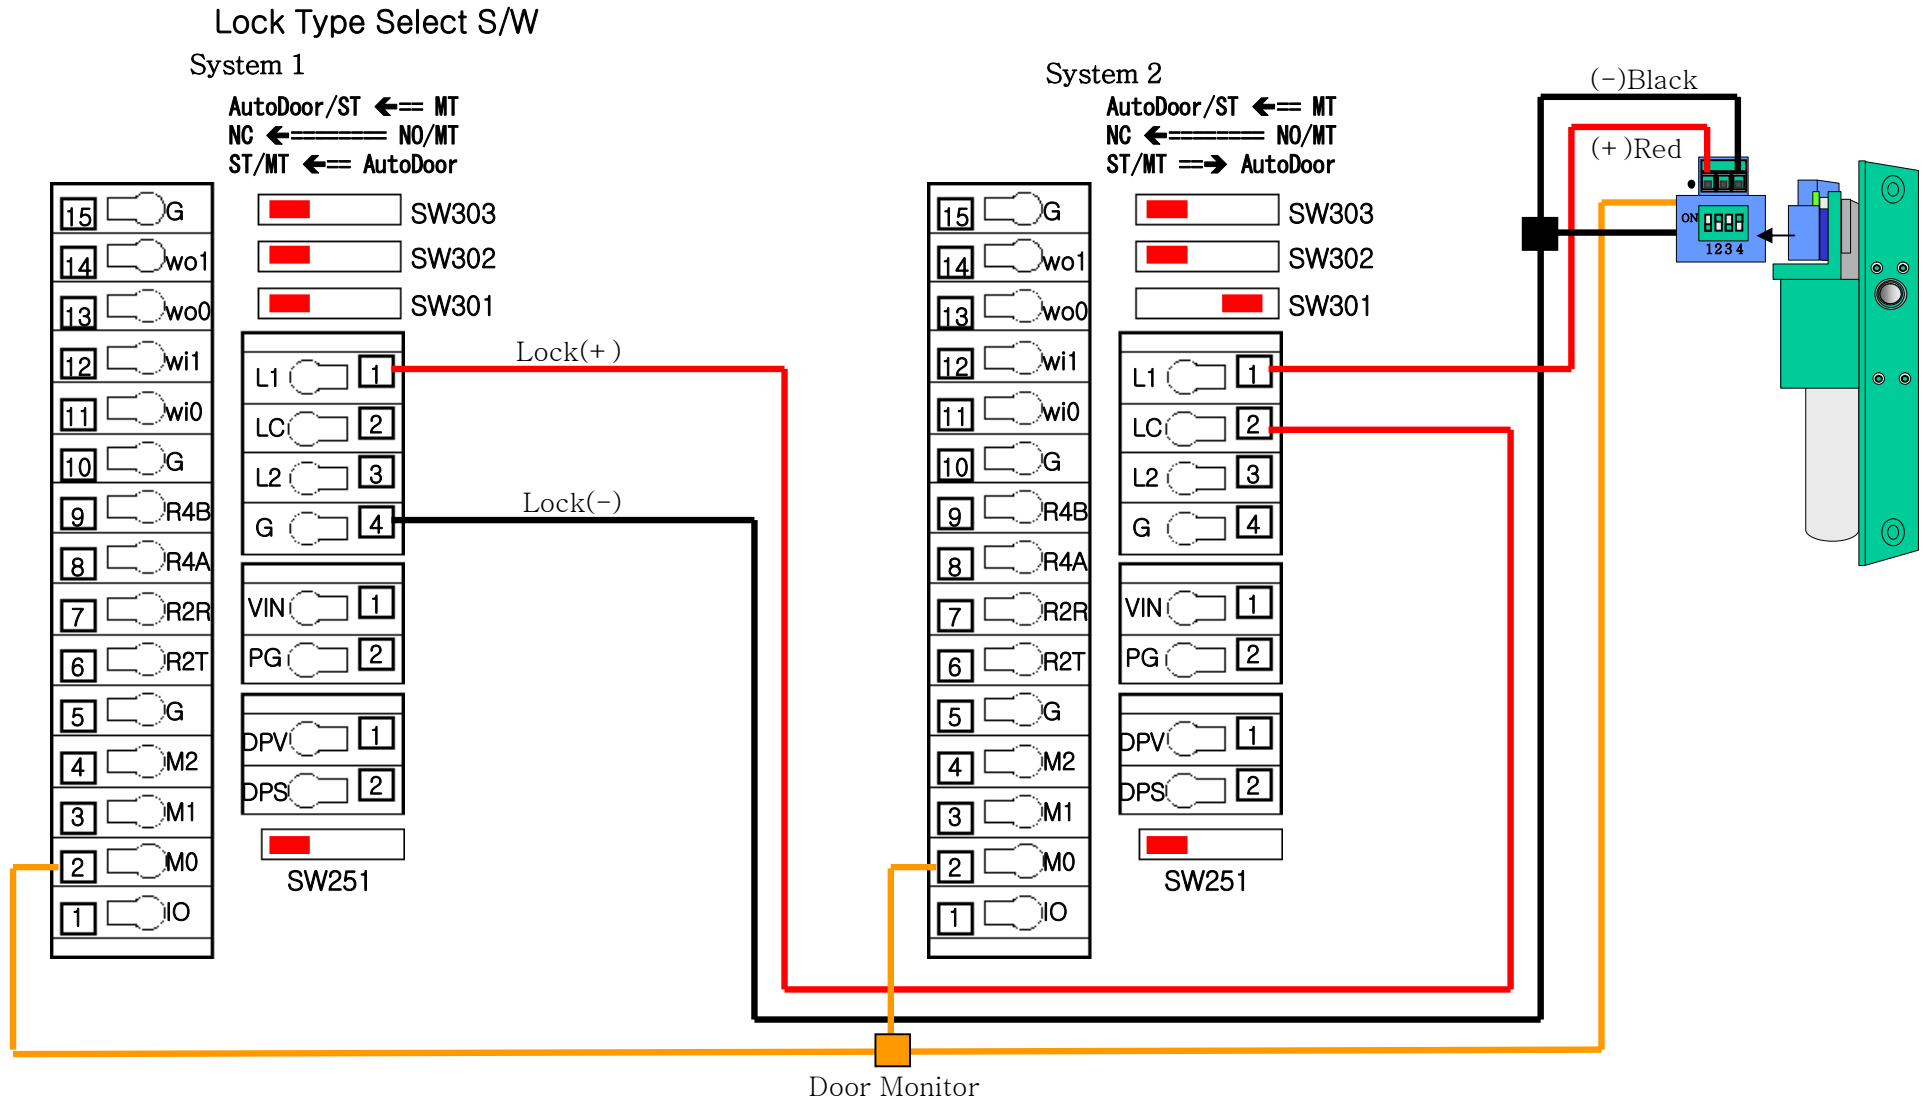 Lock Type Select S/W
System 1
AutoDoor/ST ←== MT
NC ←======== NO/MT
ST/MT ←== AutoDoor
SW303
SW302
SW301
15 G
14 wo1
13 wo0
12 wi1
11 wi0
10 G
9 R4B
8 R4A
7 R2R
6 R2T
5 G
4 M2
3 M1
2 M0
1 IO
L1 1
LC 2
L2 3
G 4
VIN 1
PG 2
DPV 1
DPS 2
SW251
Lock(+)
Lock(-)
System 2
AutoDoor/ST ←== MT
NC ←======== NO/MT
ST/MT ==→ AutoDoor
SW303
SW302
SW301
15 G
14 wo1
13 wo0
12 wi1
11 wi0
10 G
9 R4B
8 R4A
7 R2R
6 R2T
5 G
4 M2
3 M1
2 M0
1 IO
L1 1
LC 2
L2 3
G 4
VIN 1
PG 2
DPV 1
DPS 2
SW251
(-)Black
(+)Red
ON
1234
Door Monitor